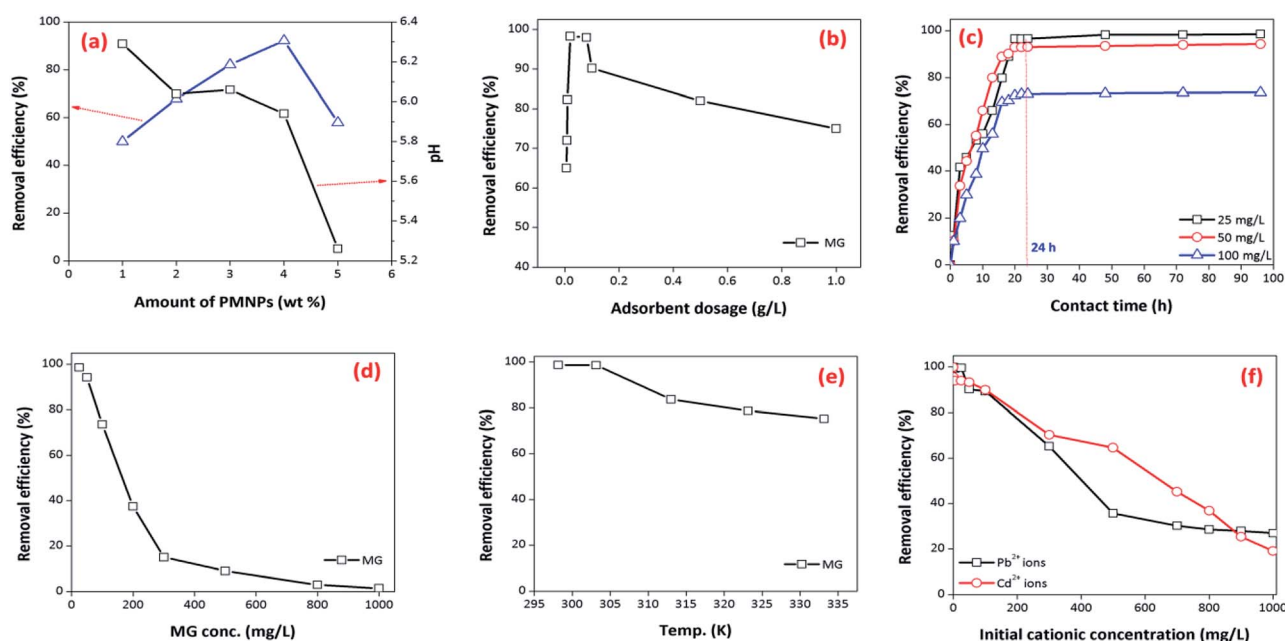 (a)
Removal efficiency (%)
100
80
60
40
20
0
6.4
6.2
6.0
5.8
5.6
5.4
5.2
pH
0 1 2 3 4 5 6
Amount of PMNPs (wt %)
(b)
Removal efficiency (%)
100
90
80
70
60
50
40
MG
0.0 0.2 0.4 0.6 0.8 1.0
Adsorbent dosage (g/L)
(c)
Removal efficiency (%)
100
80
60
40
20
0
24 h
25 mg/L
50 mg/L
100 mg/L
0 10 20 30 40 50 60 70 80 90 100
Contact time (h)
(d)
Removal efficiency (%)
100
80
60
40
20
0
MG
0 200 400 600 800 1000
MG conc. (mg/L)
(e)
Removal efficiency (%)
100
80
60
40
20
0
MG
295 300 305 310 315 320 325 330 335
Temp. (K)
(f)
Removal efficiency (%)
100
80
60
40
20
0
Pb²⁺ ions
Cd²⁺ ions
0 200 400 600 800 1000
Initial cationic concentration (mg/L)